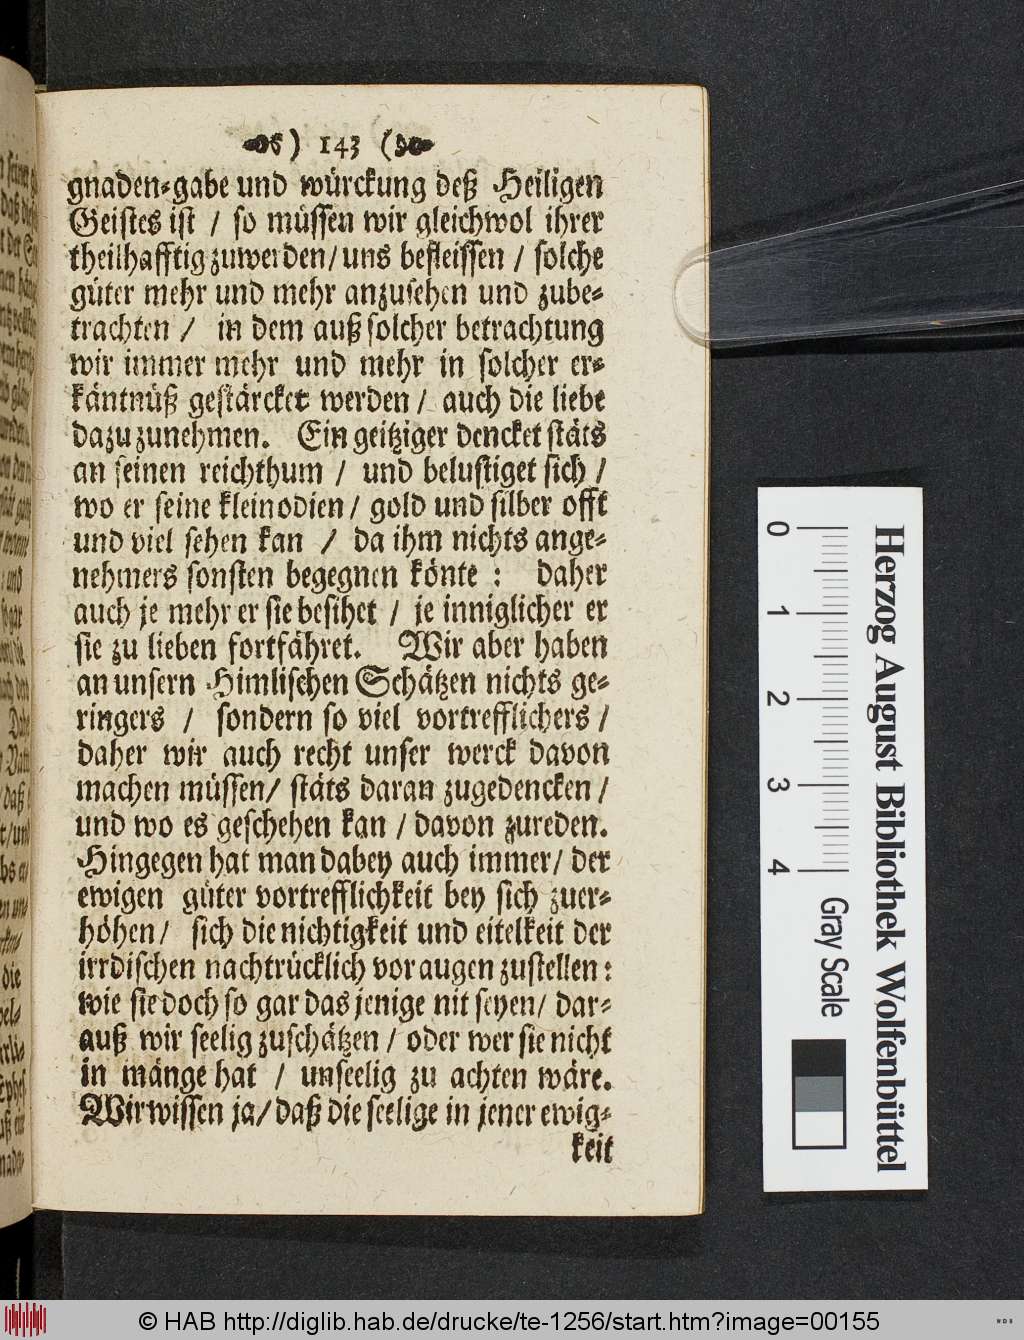 ) 143 (
gnaden-gabe und würckung deß Heiligen
Geistes ist / so müssen wir gleichwol ihrer
theilhafftig zuwerden / uns befleissen / solche
güter mehr und mehr anzusehen und zube-
trachten / in dem auß solcher betrachtung
wir immer mehr und mehr in solcher er-
käntnüß gestärcket werden / auch die liebe
dazu zunehmen. Ein geitziger dencket stäts
an seinen reichthum / und belustiget sich /
wo er seine kleinodien / gold und silber offt
und viel sehen kan / da ihm nichts ange-
nehmers sonsten begegnen könte : daher
auch je mehr er sie besihet / je inniglicher er
sie zu lieben fortfähret. Wir aber haben
an unsern Himlischen Schätzen nichts ge-
ringers / sondern so viel vortrefflichers /
daher wir auch recht unser werck davon
machen müssen / stäts daran zugedencken /
und wo es geschehen kan / davon zureden.
Hingegen hat man dabey auch immer / der
ewigen güter vortrefflichkeit bey sich zuer-
höhen / sich die nichtigkeit und eitelkeit der
irrdischen nachtrücklich vor augen zustellen :
wie sie doch so gar das jenige nit seyen / dar-
auß wir seelig zuschätzen / oder wer sie nicht
in mänge hat / unseelig zu achten wäre.
Wir wissen ja / daß die seelige in jener ewig-
keit
Herzog August Bibliothek Wolfenbüttel
0 1 2 3 4 Gray Scale
© HAB http://diglib.hab.de/drucke/te-1256/start.htm?image=00155